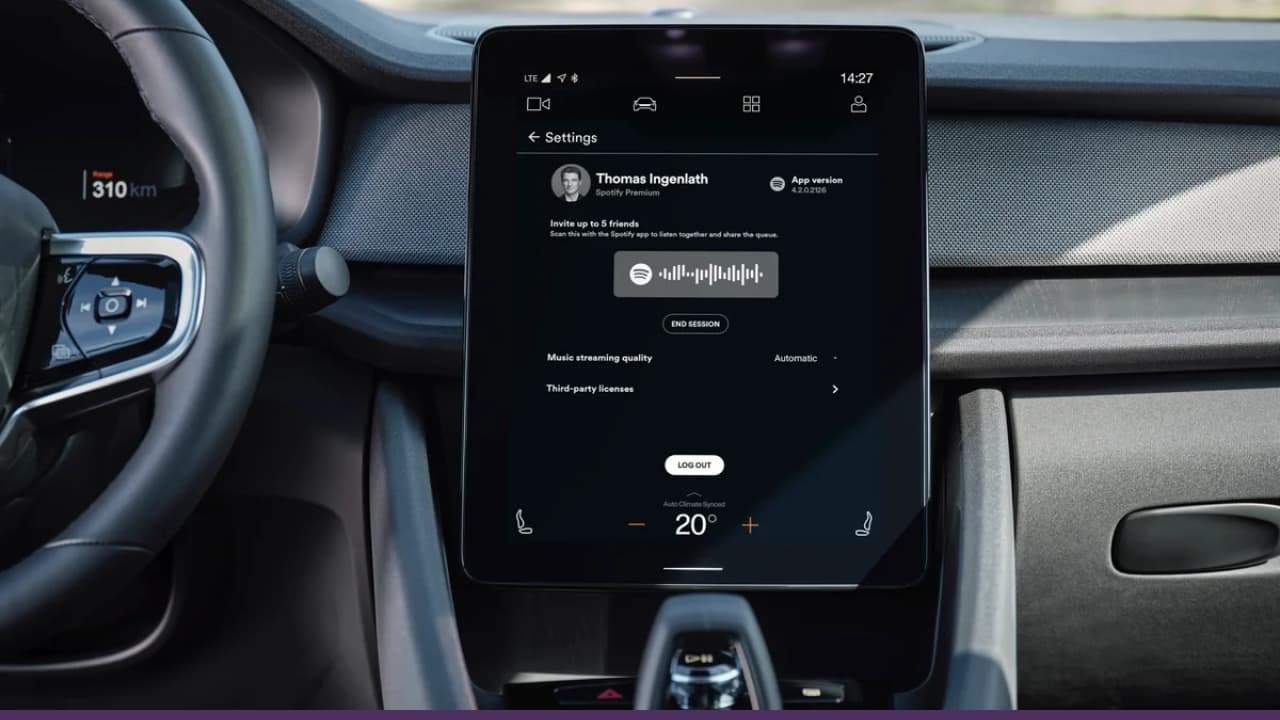 Range
310 km
LTE 14:27
Settings
Thomas Ingenlath
Spotify Premium
App version
4.2.0.2126
Invite up to 5 friends
Scan this with the Spotify app to listen together and share the queue.
END SESSION
Music streaming quality Automatic
Third-party licenses
LOG OUT
Auto Climate Synced
20°